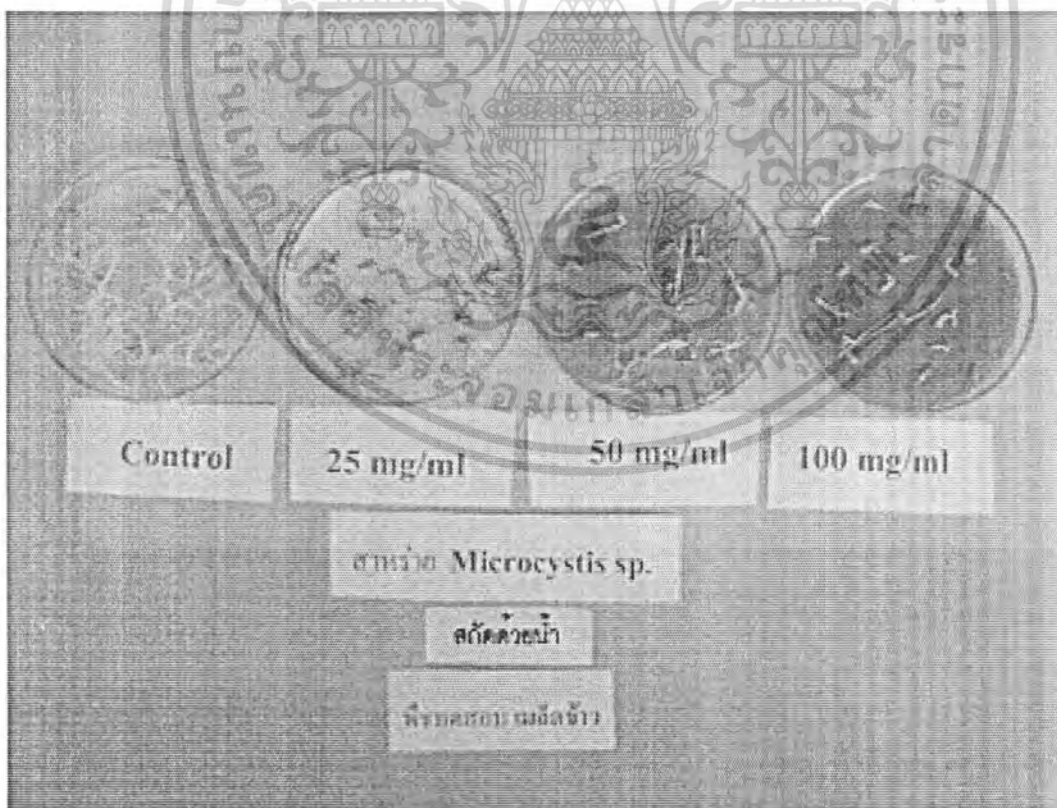 Control
25 mg/ml
50 mg/ml
100 mg/ml
สาหร่าย Microcystis sp.
สกัดด้วยน้ำ
พืชทดสอบ เมล็ดข้าว